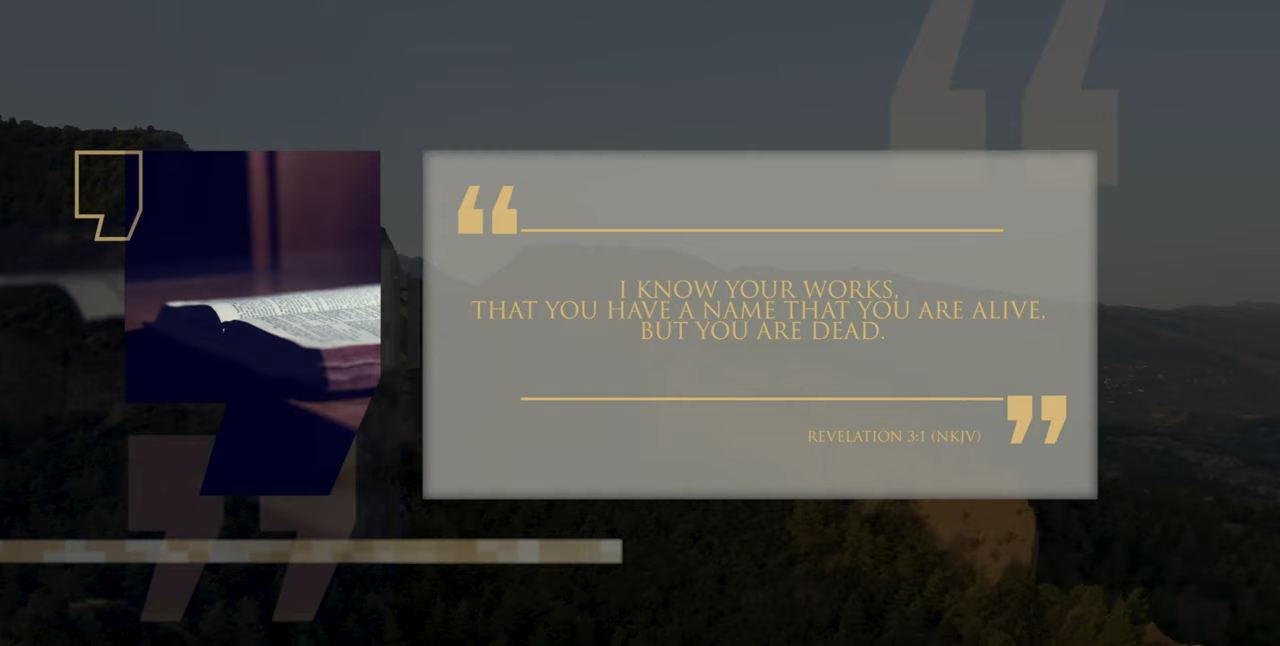 I KNOW YOUR WORKS,
THAT YOU HAVE A NAME THAT YOU ARE ALIVE,
BUT YOU ARE DEAD.
REVELATION 3:1 (NKJV)